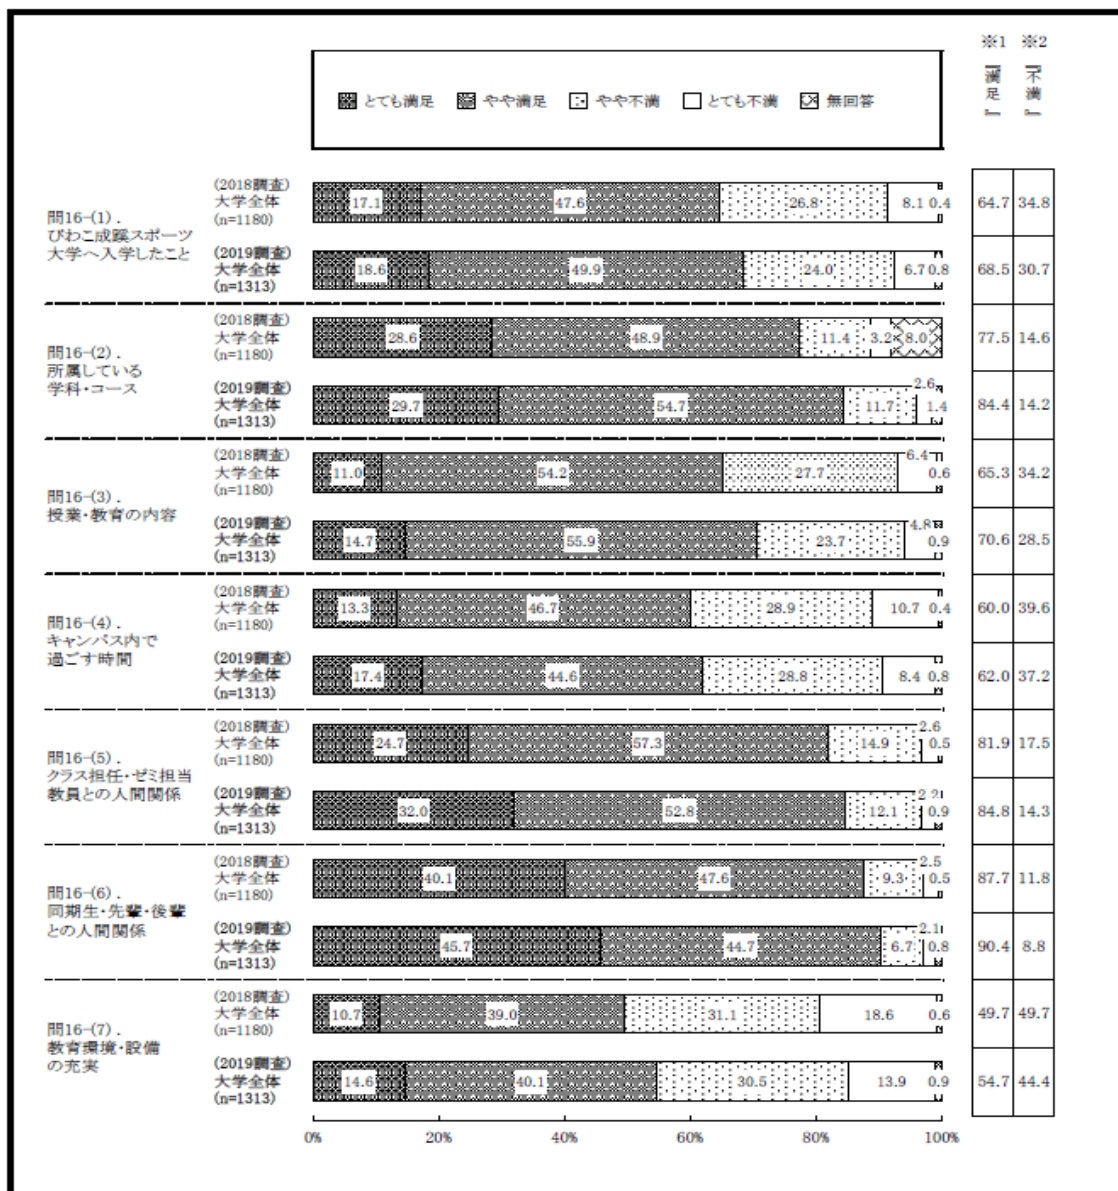 ※1 ※2
『満足』 『不満』
とても満足 やや満足 やや不満 とても不満 無回答
問16-(1).
びわこ成蹊スポーツ
大学へ入学したこと
(2018調査)
大学全体
(n=1180)
17.1 47.6 26.8 8.1 0.4 64.7 34.8
(2019調査)
大学全体
(n=1313)
18.6 49.9 24.0 6.7 0.8 68.5 30.7
問16-(2).
所属している
学科・コース
(2018調査)
大学全体
(n=1180)
28.6 48.9 11.4 3.2 8.0 77.5 14.6
(2019調査)
大学全体
(n=1313)
29.7 54.7 11.7 2.6 1.4 84.4 14.2
問16-(3).
授業・教育の内容
(2018調査)
大学全体
(n=1180)
11.0 54.2 27.7 6.4 0.6 65.3 34.2
(2019調査)
大学全体
(n=1313)
14.7 55.9 23.7 4.8 0.9 70.6 28.5
問16-(4).
キャンパス内で
過ごす時間
(2018調査)
大学全体
(n=1180)
13.3 46.7 28.9 10.7 0.4 60.0 39.6
(2019調査)
大学全体
(n=1313)
17.4 44.6 28.8 8.4 0.8 62.0 37.2
問16-(5).
クラス担任・ゼミ担当
教員との人間関係
(2018調査)
大学全体
(n=1180)
24.7 57.3 14.9 2.6 0.5 81.9 17.5
(2019調査)
大学全体
(n=1313)
32.0 52.8 12.1 2.2 0.9 84.8 14.3
問16-(6).
同期生・先輩・後輩
との人間関係
(2018調査)
大学全体
(n=1180)
40.1 47.6 9.3 2.5 0.5 87.7 11.8
(2019調査)
大学全体
(n=1313)
45.7 44.7 6.7 2.1 0.8 90.4 8.8
問16-(7).
教育環境・設備
の充実
(2018調査)
大学全体
(n=1180)
10.7 39.0 31.1 18.6 0.6 49.7 49.7
(2019調査)
大学全体
(n=1313)
14.6 40.1 30.5 13.9 0.9 54.7 44.4
0% 20% 40% 60% 80% 100%